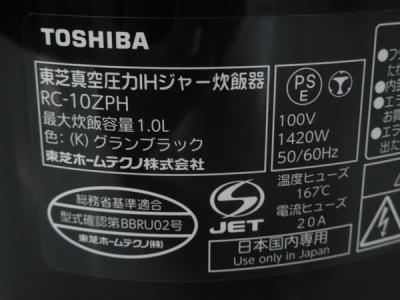 TOSHIBA
東芝真空圧力IHジャー炊飯器
RC-10ZPH
最大炊飯容量1.0L
色:(K)グランブラック
東芝ホームテクノ株式会社
総務省基準適合
型式確認第BBRU02号
東芝ホームテクノ(株)
PS
E
100V
1420W
50/60Hz
S
JET
温度ヒューズ
167℃
電流ヒューズ
20A
日本国内専用
Use only in Japan